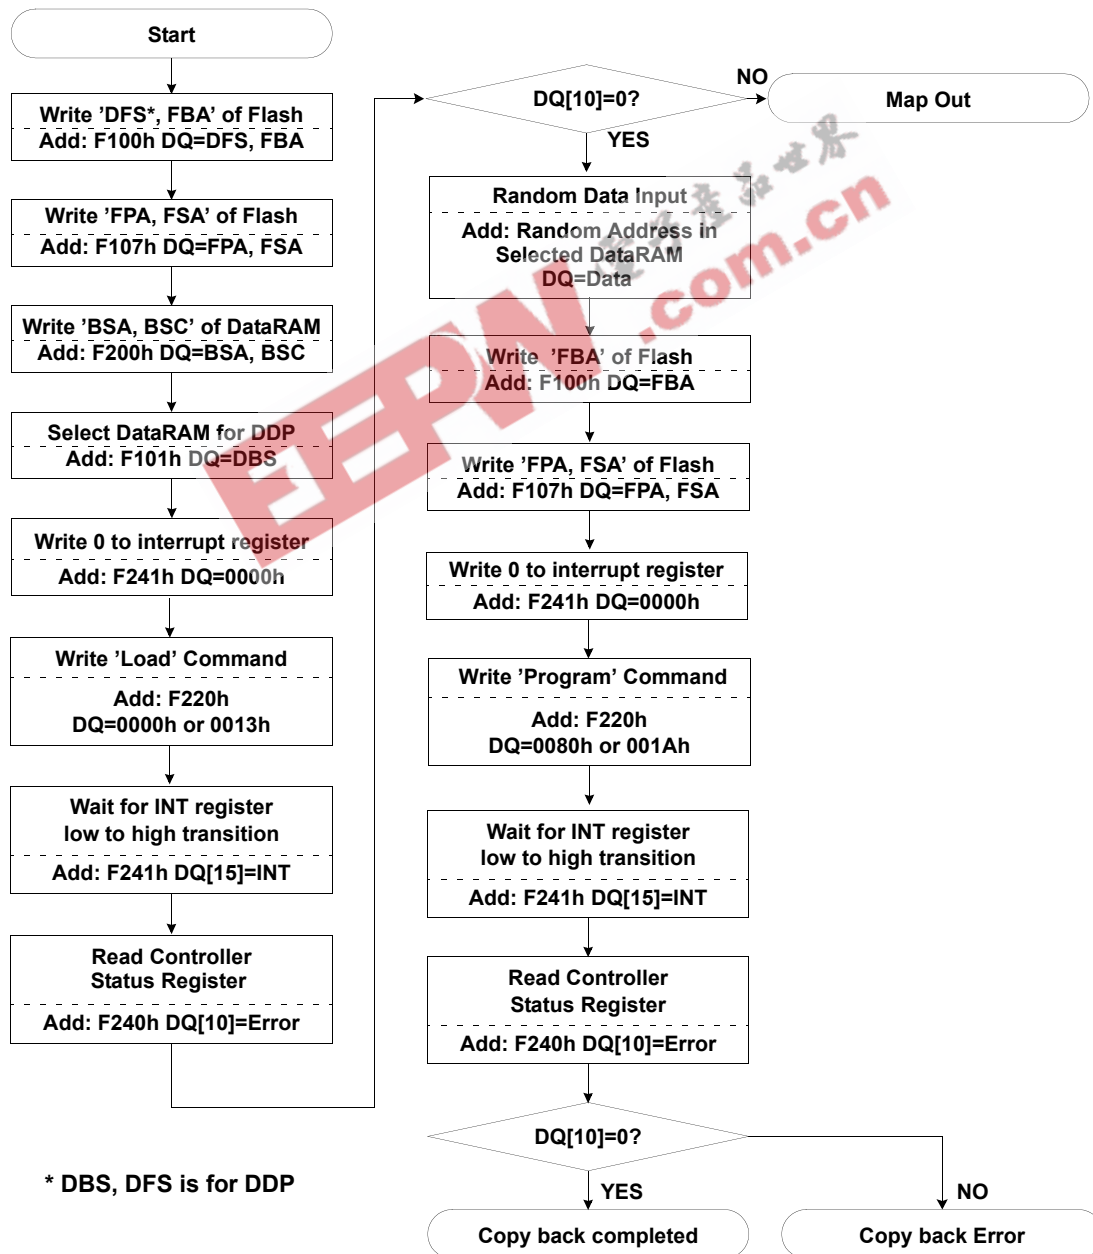 Start
Write ’DFS*, FBA’ of Flash
Add: F100h DQ=DFS, FBA
Write ’FPA, FSA’ of Flash
Add: F107h DQ=FPA, FSA
Write ’BSA, BSC’ of DataRAM
Add: F200h DQ=BSA, BSC
Select DataRAM for DDP
Add: F101h DQ=DBS
Write 0 to interrupt register
Add: F241h DQ=0000h
Write ’Load’ Command
Add: F220h
DQ=0000h or 0013h
Wait for INT register
low to high transition
Add: F241h DQ[15]=INT
Read Controller
Status Register
Add: F240h DQ[10]=Error
DQ[10]=0?
NO
Map Out
YES
Random Data Input
Add: Random Address in
Selected DataRAM
DQ=Data
Write ’FBA’ of Flash
Add: F100h DQ=FBA
Write ’FPA, FSA’ of Flash
Add: F107h DQ=FPA, FSA
Write 0 to interrupt register
Add: F241h DQ=0000h
Write ’Program’ Command
Add: F220h
DQ=0080h or 001Ah
Wait for INT register
low to high transition
Add: F241h DQ[15]=INT
Read Controller
Status Register
Add: F240h DQ[10]=Error
DQ[10]=0?
YES
NO
Copy back completed
Copy back Error
* DBS, DFS is for DDP
EEPW.com.cn
電子產品世界